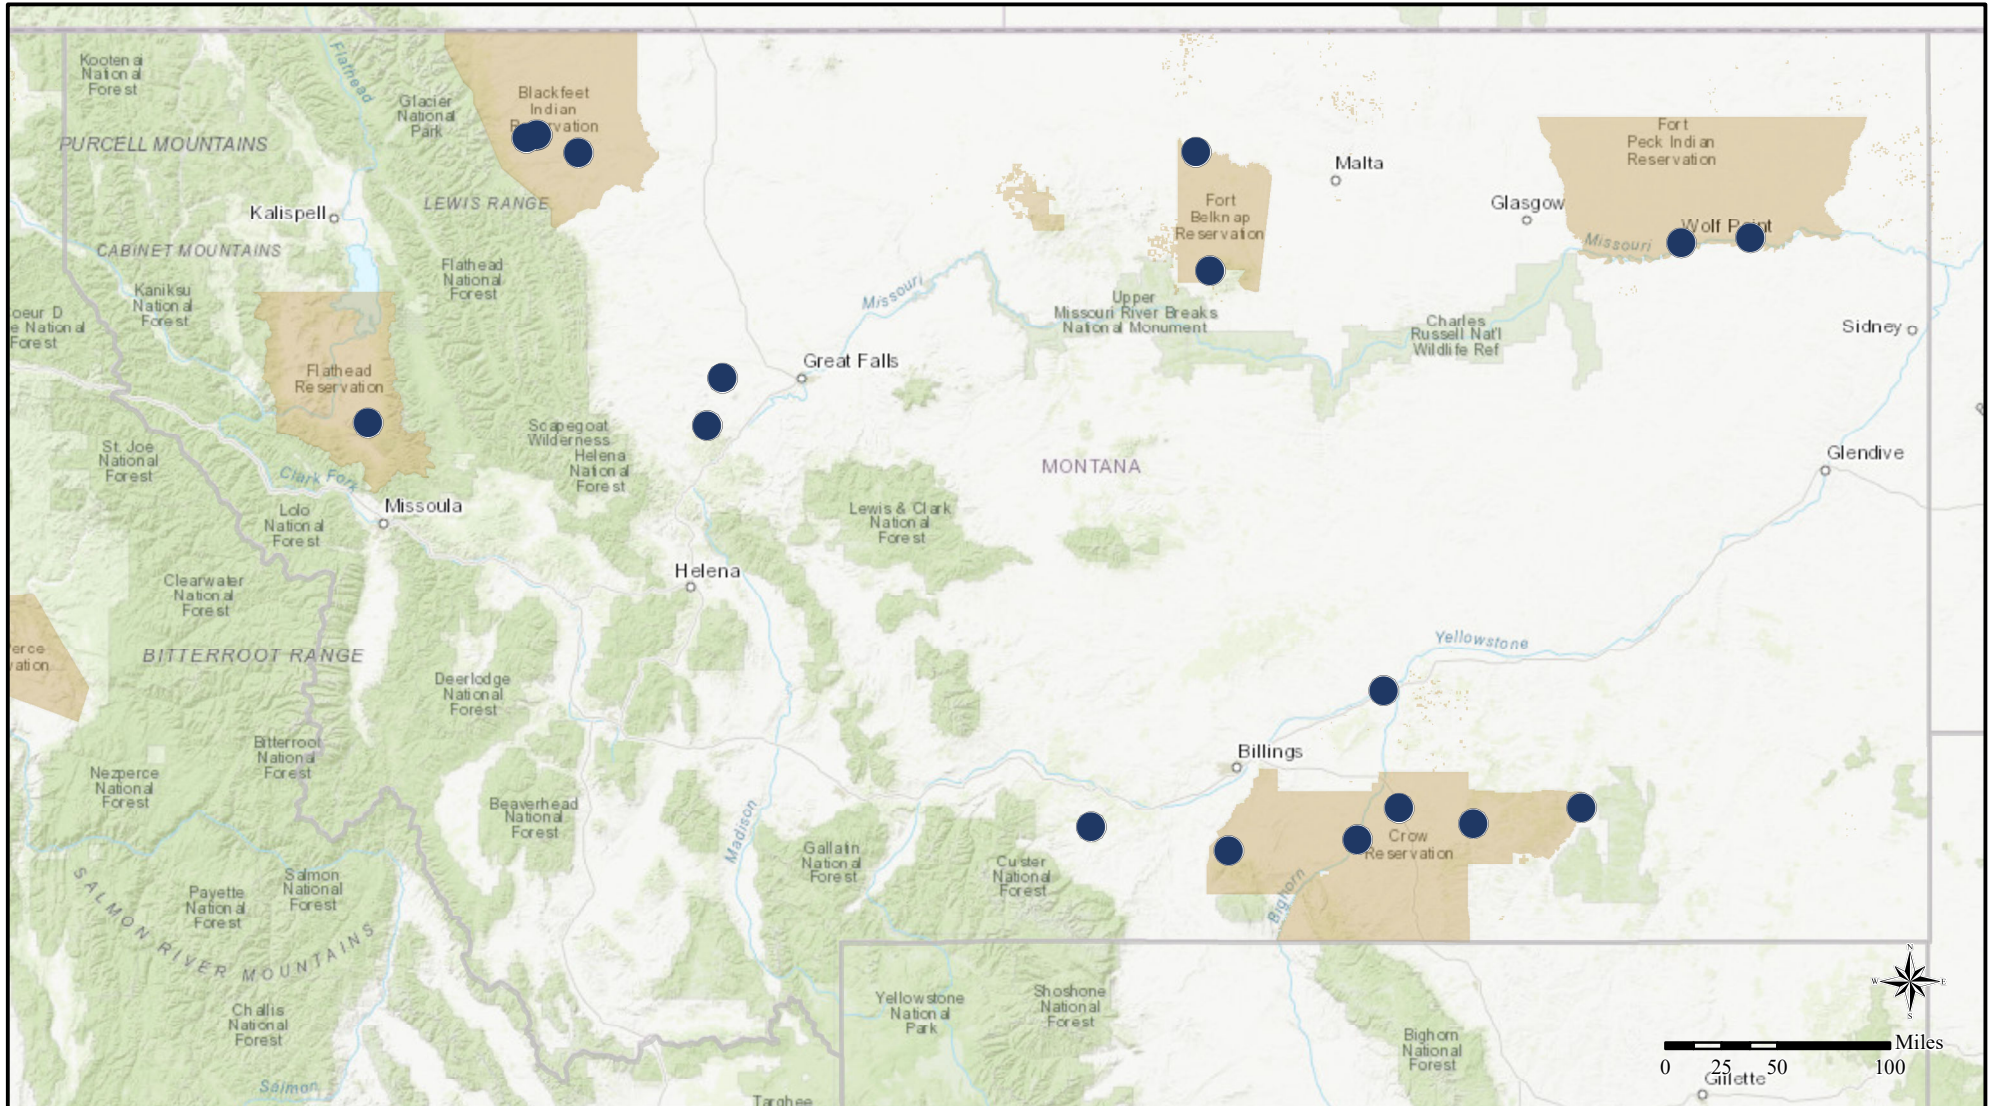 Kootenai
National
Forest
Flathead
Glacier
National
Park
Blackfeet
Indian
Reservation
PURCELL MOUNTAINS
LEWIS RANGE
Kalispell
CABINET MOUNTAINS
Flathead
National
Forest
Kaniksu
National
Forest
oeur D
e National
Forest
Flathead
Reservation
St. Joe
National
Forest
Clark Fork
Lolo
National
Forest
Missoula
Scapegoat
Wilderness
Helena
National
Forest
Great Falls
Missouri
Fort
Belknap
Reservation
Malta
Glasgow
Fort
Peck Indian
Reservation
Wolf Point
Missouri
Upper
Missouri River Breaks
National Monument
Charles
Russell Nat'l
Wildlife Ref
Sidney
Glendive
MONTANA
Lewis & Clark
National
Forest
Helena
Clearwater
National
Forest
erce
vation
BITTERROOT RANGE
Deerlodge
National
Forest
Bitterroot
National
Forest
Nezperce
National
Forest
Beaverhead
National
Forest
Madison
Gallatin
National
Forest
Custer
National
Forest
Yellowstone
Billings
Crow
Reservation
Bighorn
Salmon
National
Forest
Payette
National
Forest
SALMON RIVER MOUNTAINS
Challis
National
Forest
Salmon
Yellowstone
National
Park
Shoshone
National
Forest
Bighorn
National
Forest
Targhee
Gillette
N
W
E
S
Miles
0 25 50 100